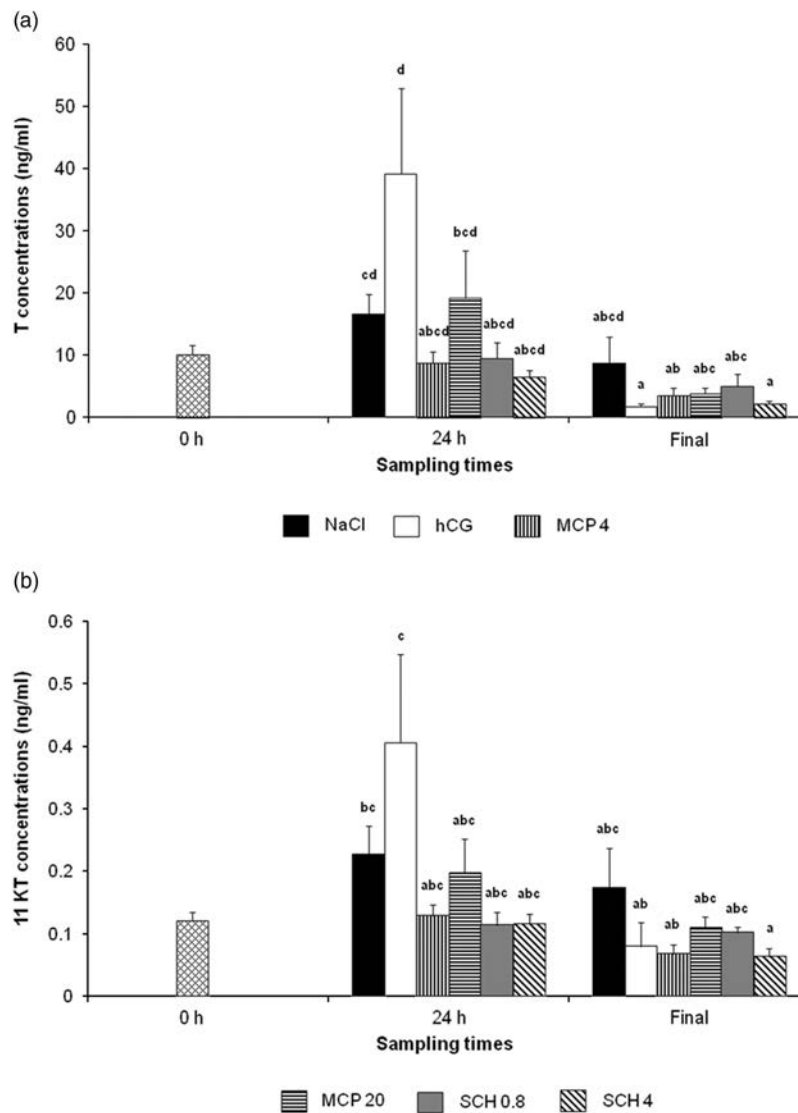 (a)
60
50
40
30
20
10
0
T concentrations (ng/ml)
cd
d
abcd
bcd
abcd
abcd
abcd
a
ab
abc
abc
a
0 h
24 h
Final
Sampling times
NaCl
hCG
MCP 4
(b)
0.6
0.5
0.4
0.3
0.2
0.1
0
11 KT concentrations (ng/ml)
bc
c
abc
abc
abc
abc
abc
ab
ab
abc
abc
a
0 h
24 h
Final
Sampling times
MCP 20
SCH 0.8
SCH 4